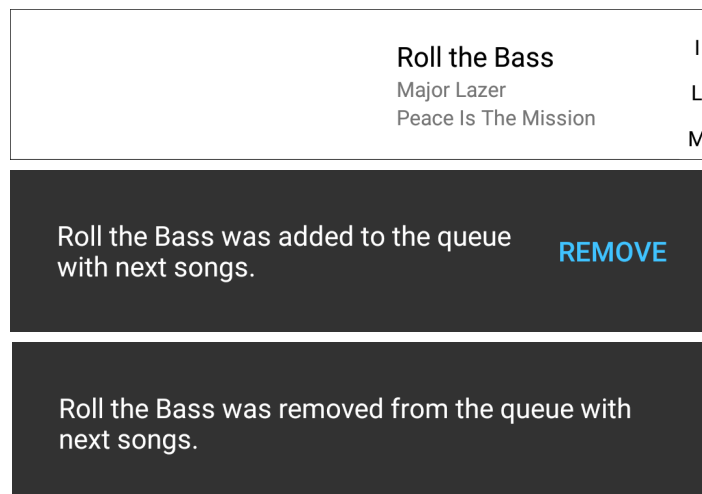 Roll the Bass
Major Lazer
Peace Is The Mission
I
L
M
Roll the Bass was added to the queue
with next songs.
REMOVE
Roll the Bass was removed from the queue with
next songs.